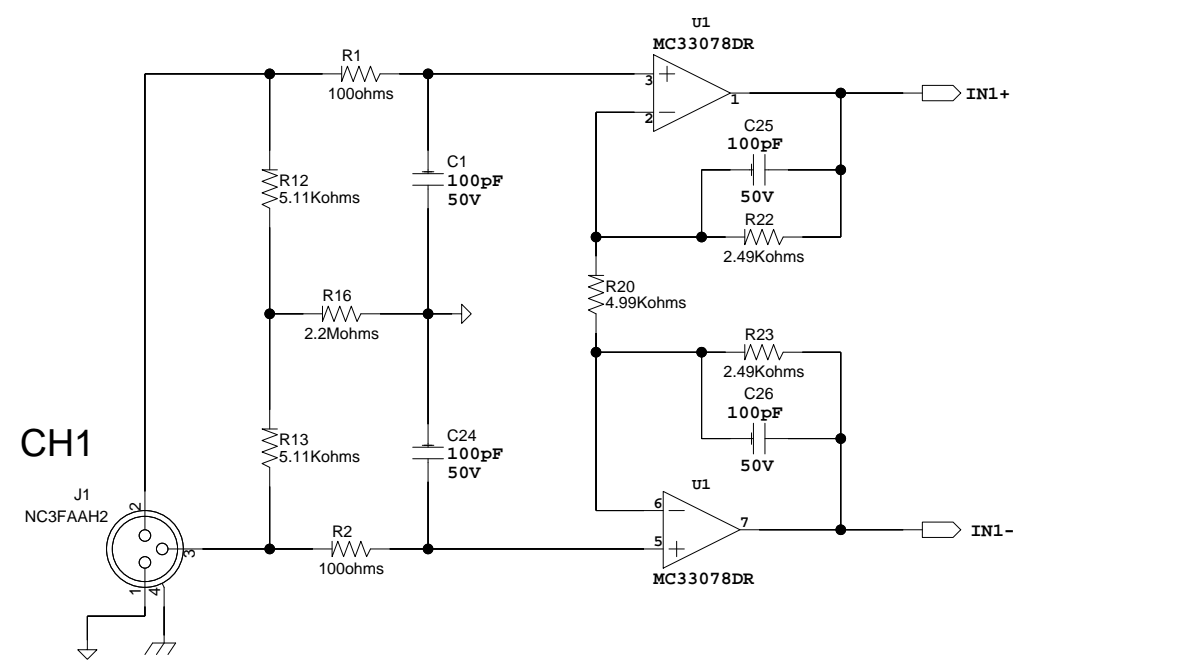 U1
MC33078DR
R1
100ohms
3
2
1
IN1+
C25
100pF
50V
R22
2.49Kohms
R12
5.11Kohms
C1
100pF
50V
R20
4.99Kohms
R16
2.2Mohms
R23
2.49Kohms
C26
100pF
50V
CH1
R13
5.11Kohms
C24
100pF
50V
J1
NC3FAAH2
2
3
1
4
R2
100ohms
U1
6
5
7
IN1-
MC33078DR